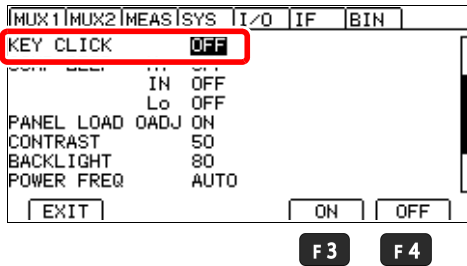 MUX1 MUX2 MEAS SYS I/O IF BIN
KEY CLICK OFF
IN OFF
Lo OFF
PANEL LOAD 0ADJ ON
CONTRAST 50
BACKLIGHT 80
POWER FREQ AUTO
EXIT ON OFF
F3 F4